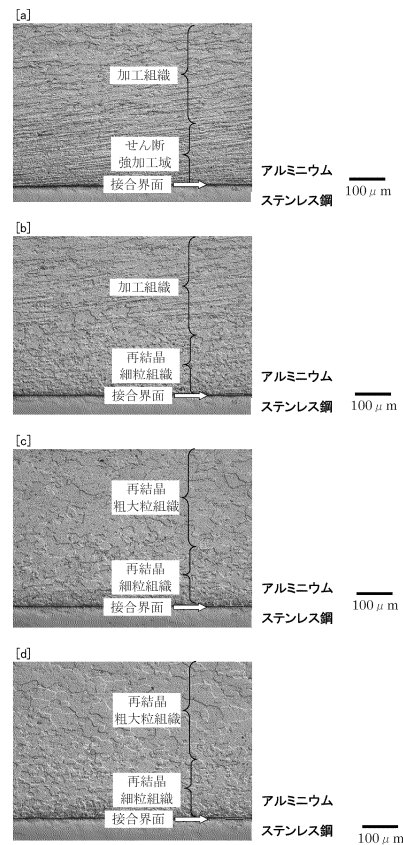 [a]
加工組織
せん断
強加工域
接合界面
アルミニウム
ステンレス鋼
100μm
[b]
加工組織
再結晶
細粒組織
接合界面
アルミニウム
ステンレス鋼
100μm
[c]
再結晶
粗大粒組織
再結晶
細粒組織
接合界面
アルミニウム
ステンレス鋼
100μm
[d]
再結晶
粗大粒組織
再結晶
細粒組織
接合界面
アルミニウム
ステンレス鋼
100μm